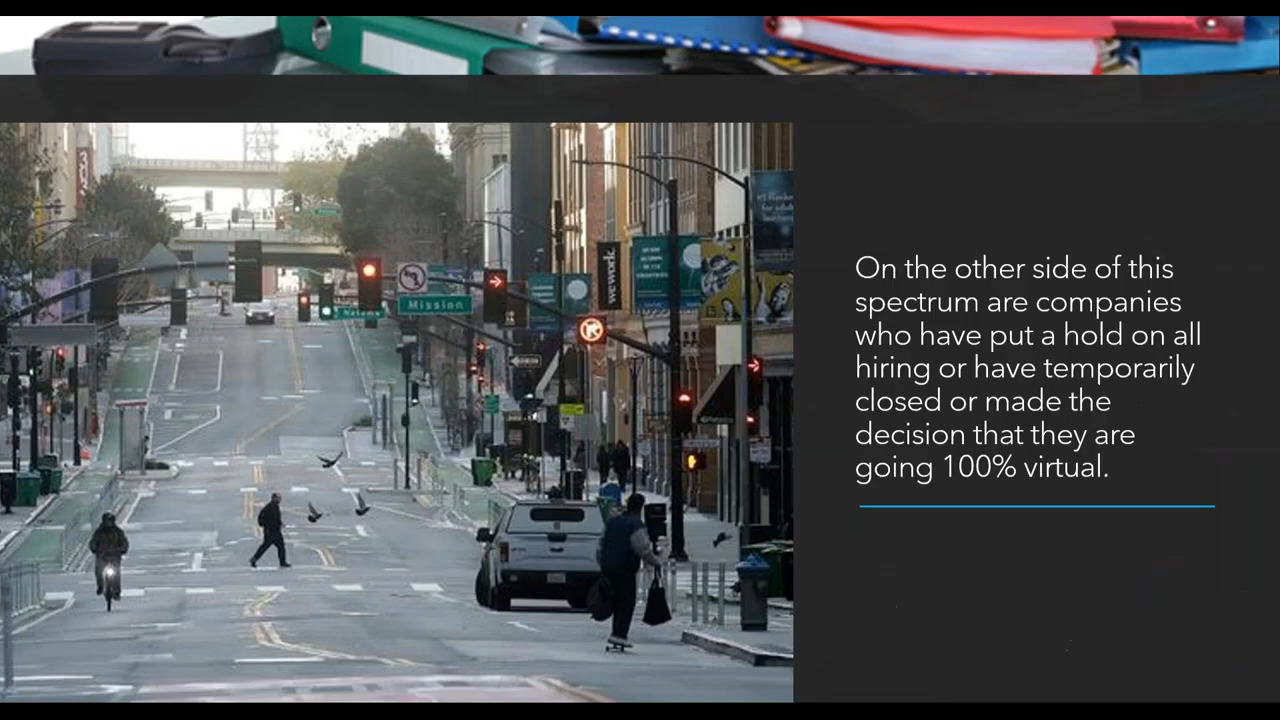 Mission
Natoma
wework
On the other side of this
spectrum are companies
who have put a hold on all
hiring or have temporarily
closed or made the
decision that they are
going 100% virtual.